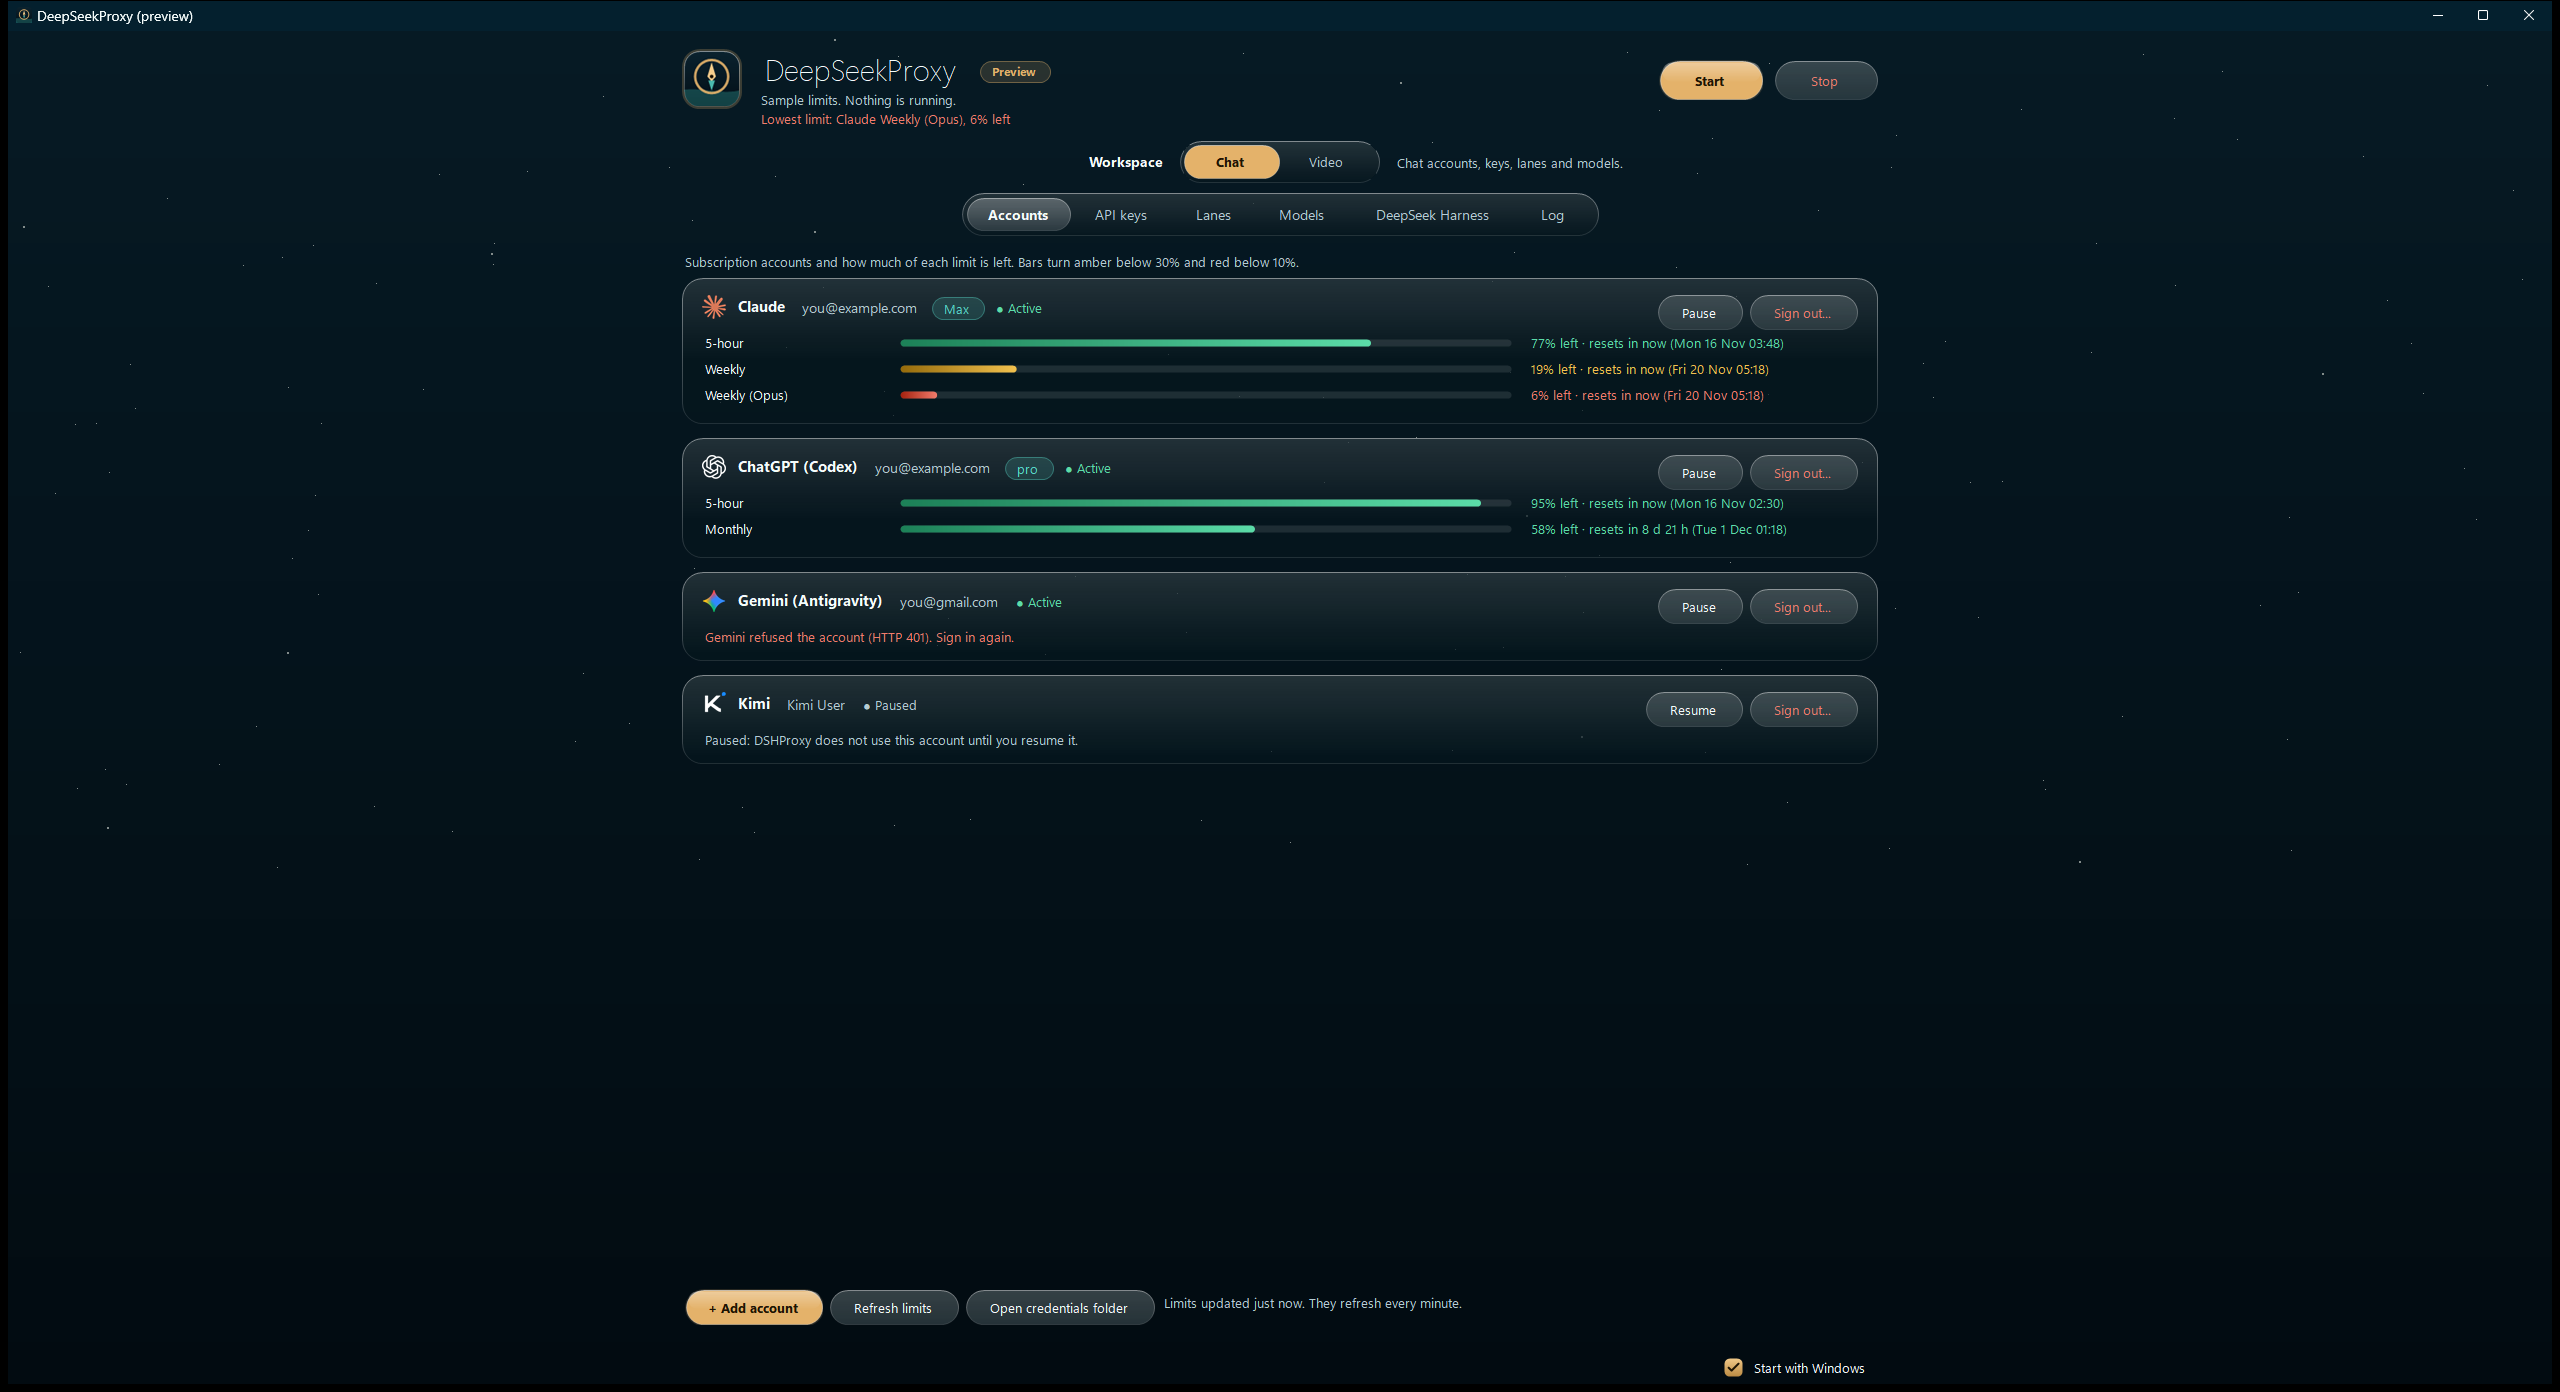 DeepSeekProxy (preview)
DeepSeekProxy Preview
Sample limits. Nothing is running.
Lowest limit: Claude Weekly (Opus), 6% left
Start Stop
Workspace Chat Video Chat accounts, keys, lanes and models.
Accounts API keys Lanes Models DeepSeek Harness Log
Subscription accounts and how much of each limit is left. Bars turn amber below 30% and red below 10%.
Claude you@example.com Max ● Active Pause Sign out...
5-hour 77% left · resets in now (Mon 16 Nov 03:48)
Weekly 19% left · resets in now (Fri 20 Nov 05:18)
Weekly (Opus) 6% left · resets in now (Fri 20 Nov 05:18)
ChatGPT (Codex) you@example.com pro ● Active Pause Sign out...
5-hour 95% left · resets in now (Mon 16 Nov 02:30)
Monthly 58% left · resets in 8 d 21 h (Tue 1 Dec 01:18)
Gemini (Antigravity) you@gmail.com ● Active Pause Sign out...
Gemini refused the account (HTTP 401). Sign in again.
Kimi Kimi User ● Paused Resume Sign out...
Paused: DSHProxy does not use this account until you resume it.
+ Add account Refresh limits Open credentials folder Limits updated just now. They refresh every minute.
Start with Windows